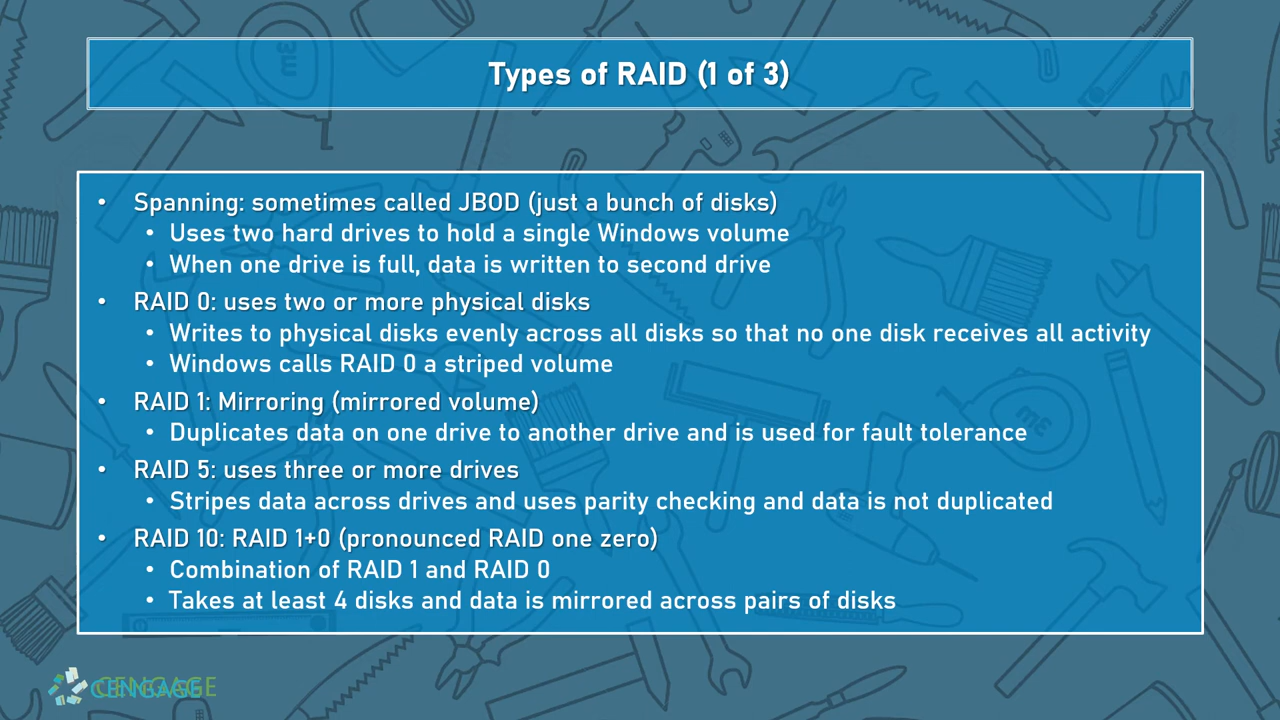 Types of RAID (1 of 3)
• Spanning: sometimes called JBOD (just a bunch of disks)
• Uses two hard drives to hold a single Windows volume
• When one drive is full, data is written to second drive
• RAID 0: uses two or more physical disks
• Writes to physical disks evenly across all disks so that no one disk receives all activity
• Windows calls RAID 0 a striped volume
• RAID 1: Mirroring (mirrored volume)
• Duplicates data on one drive to another drive and is used for fault tolerance
• RAID 5: uses three or more drives
• Stripes data across drives and uses parity checking and data is not duplicated
• RAID 10: RAID 1+0 (pronounced RAID one zero)
• Combination of RAID 1 and RAID 0
• Takes at least 4 disks and data is mirrored across pairs of disks
CENGAGE